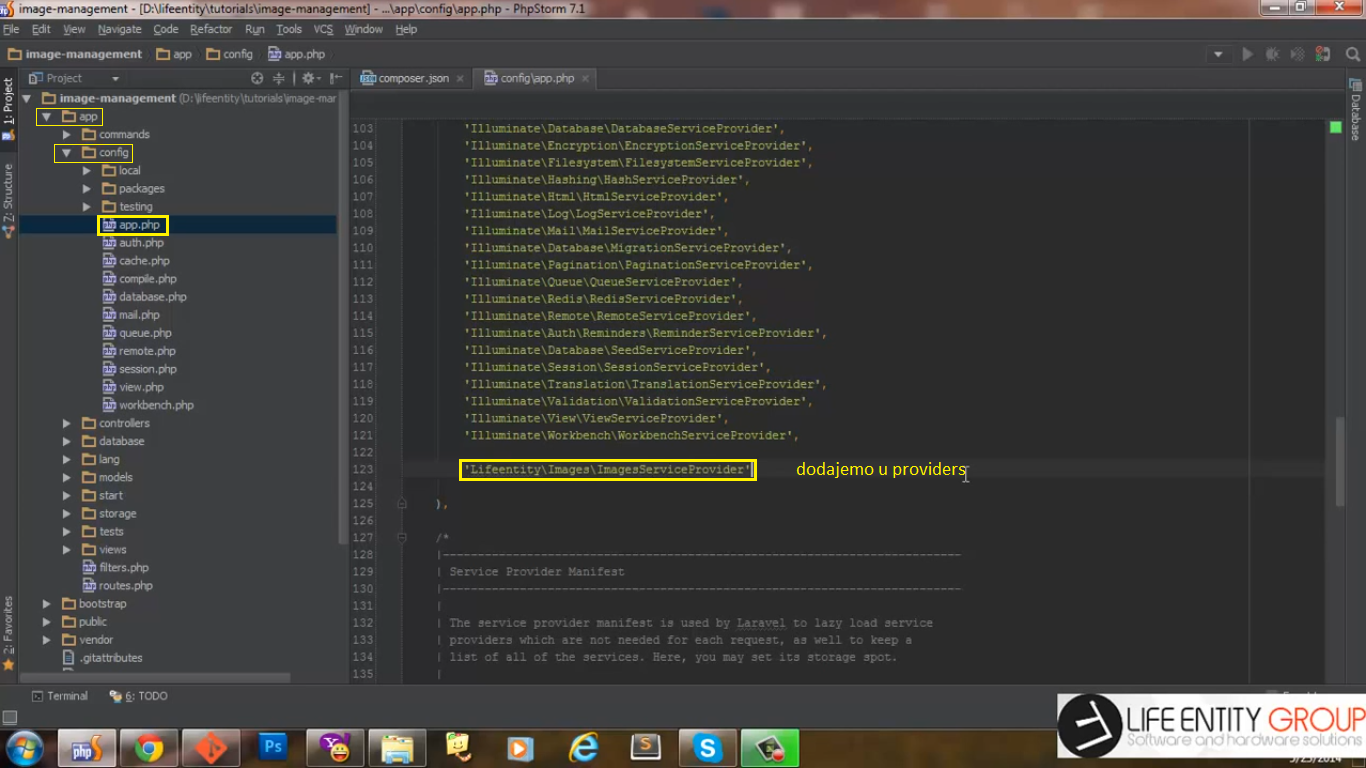 image-management - [D:\lifeentity\tutorials\image-management] - ...\app\config\app.php - PhpStorm 7.1
File Edit View Navigate Code Refactor Run Tools VCS Window Help
image-management app config app.php
Project
composer.json config\app.php
1: Project
Z: Structure
2: Favorites
Database
image-management (D:\lifeentity\tutorials\image-mar
app
commands
config
local
packages
testing
app.php
auth.php
cache.php
compile.php
database.php
mail.php
queue.php
remote.php
session.php
view.php
workbench.php
controllers
database
lang
models
start
storage
tests
views
filters.php
routes.php
bootstrap
public
vendor
.gitattributes
103 'Illuminate\Database\DatabaseServiceProvider',
104 'Illuminate\Encryption\EncryptionServiceProvider',
105 'Illuminate\Filesystem\FilesystemServiceProvider',
106 'Illuminate\Hashing\HashServiceProvider',
107 'Illuminate\Html\HtmlServiceProvider',
108 'Illuminate\Log\LogServiceProvider',
109 'Illuminate\Mail\MailServiceProvider',
110 'Illuminate\Database\MigrationServiceProvider',
111 'Illuminate\Pagination\PaginationServiceProvider',
112 'Illuminate\Queue\QueueServiceProvider',
113 'Illuminate\Redis\RedisServiceProvider',
114 'Illuminate\Remote\RemoteServiceProvider',
115 'Illuminate\Auth\Reminders\ReminderServiceProvider',
116 'Illuminate\Database\SeedServiceProvider',
117 'Illuminate\Session\SessionServiceProvider',
118 'Illuminate\Translation\TranslationServiceProvider',
119 'Illuminate\Validation\ValidationServiceProvider',
120 'Illuminate\View\ViewServiceProvider',
121 'Illuminate\Workbench\WorkbenchServiceProvider',
122
123 'Lifeentity\Images\ImagesServiceProvider' dodajemo u providers
124
125 ),
126
127 /*
128 |--------------------------------------------------------------------------
129 | Service Provider Manifest
130 |--------------------------------------------------------------------------
131 |
132 | The service provider manifest is used by Laravel to lazy load service
133 | providers which are not needed for each request, as well to keep a
134 | list of all of the services. Here, you may set its storage spot.
135 |
Terminal 6: TODO
LIFE ENTITY GROUP
Software and hardware solutions
php Ps S